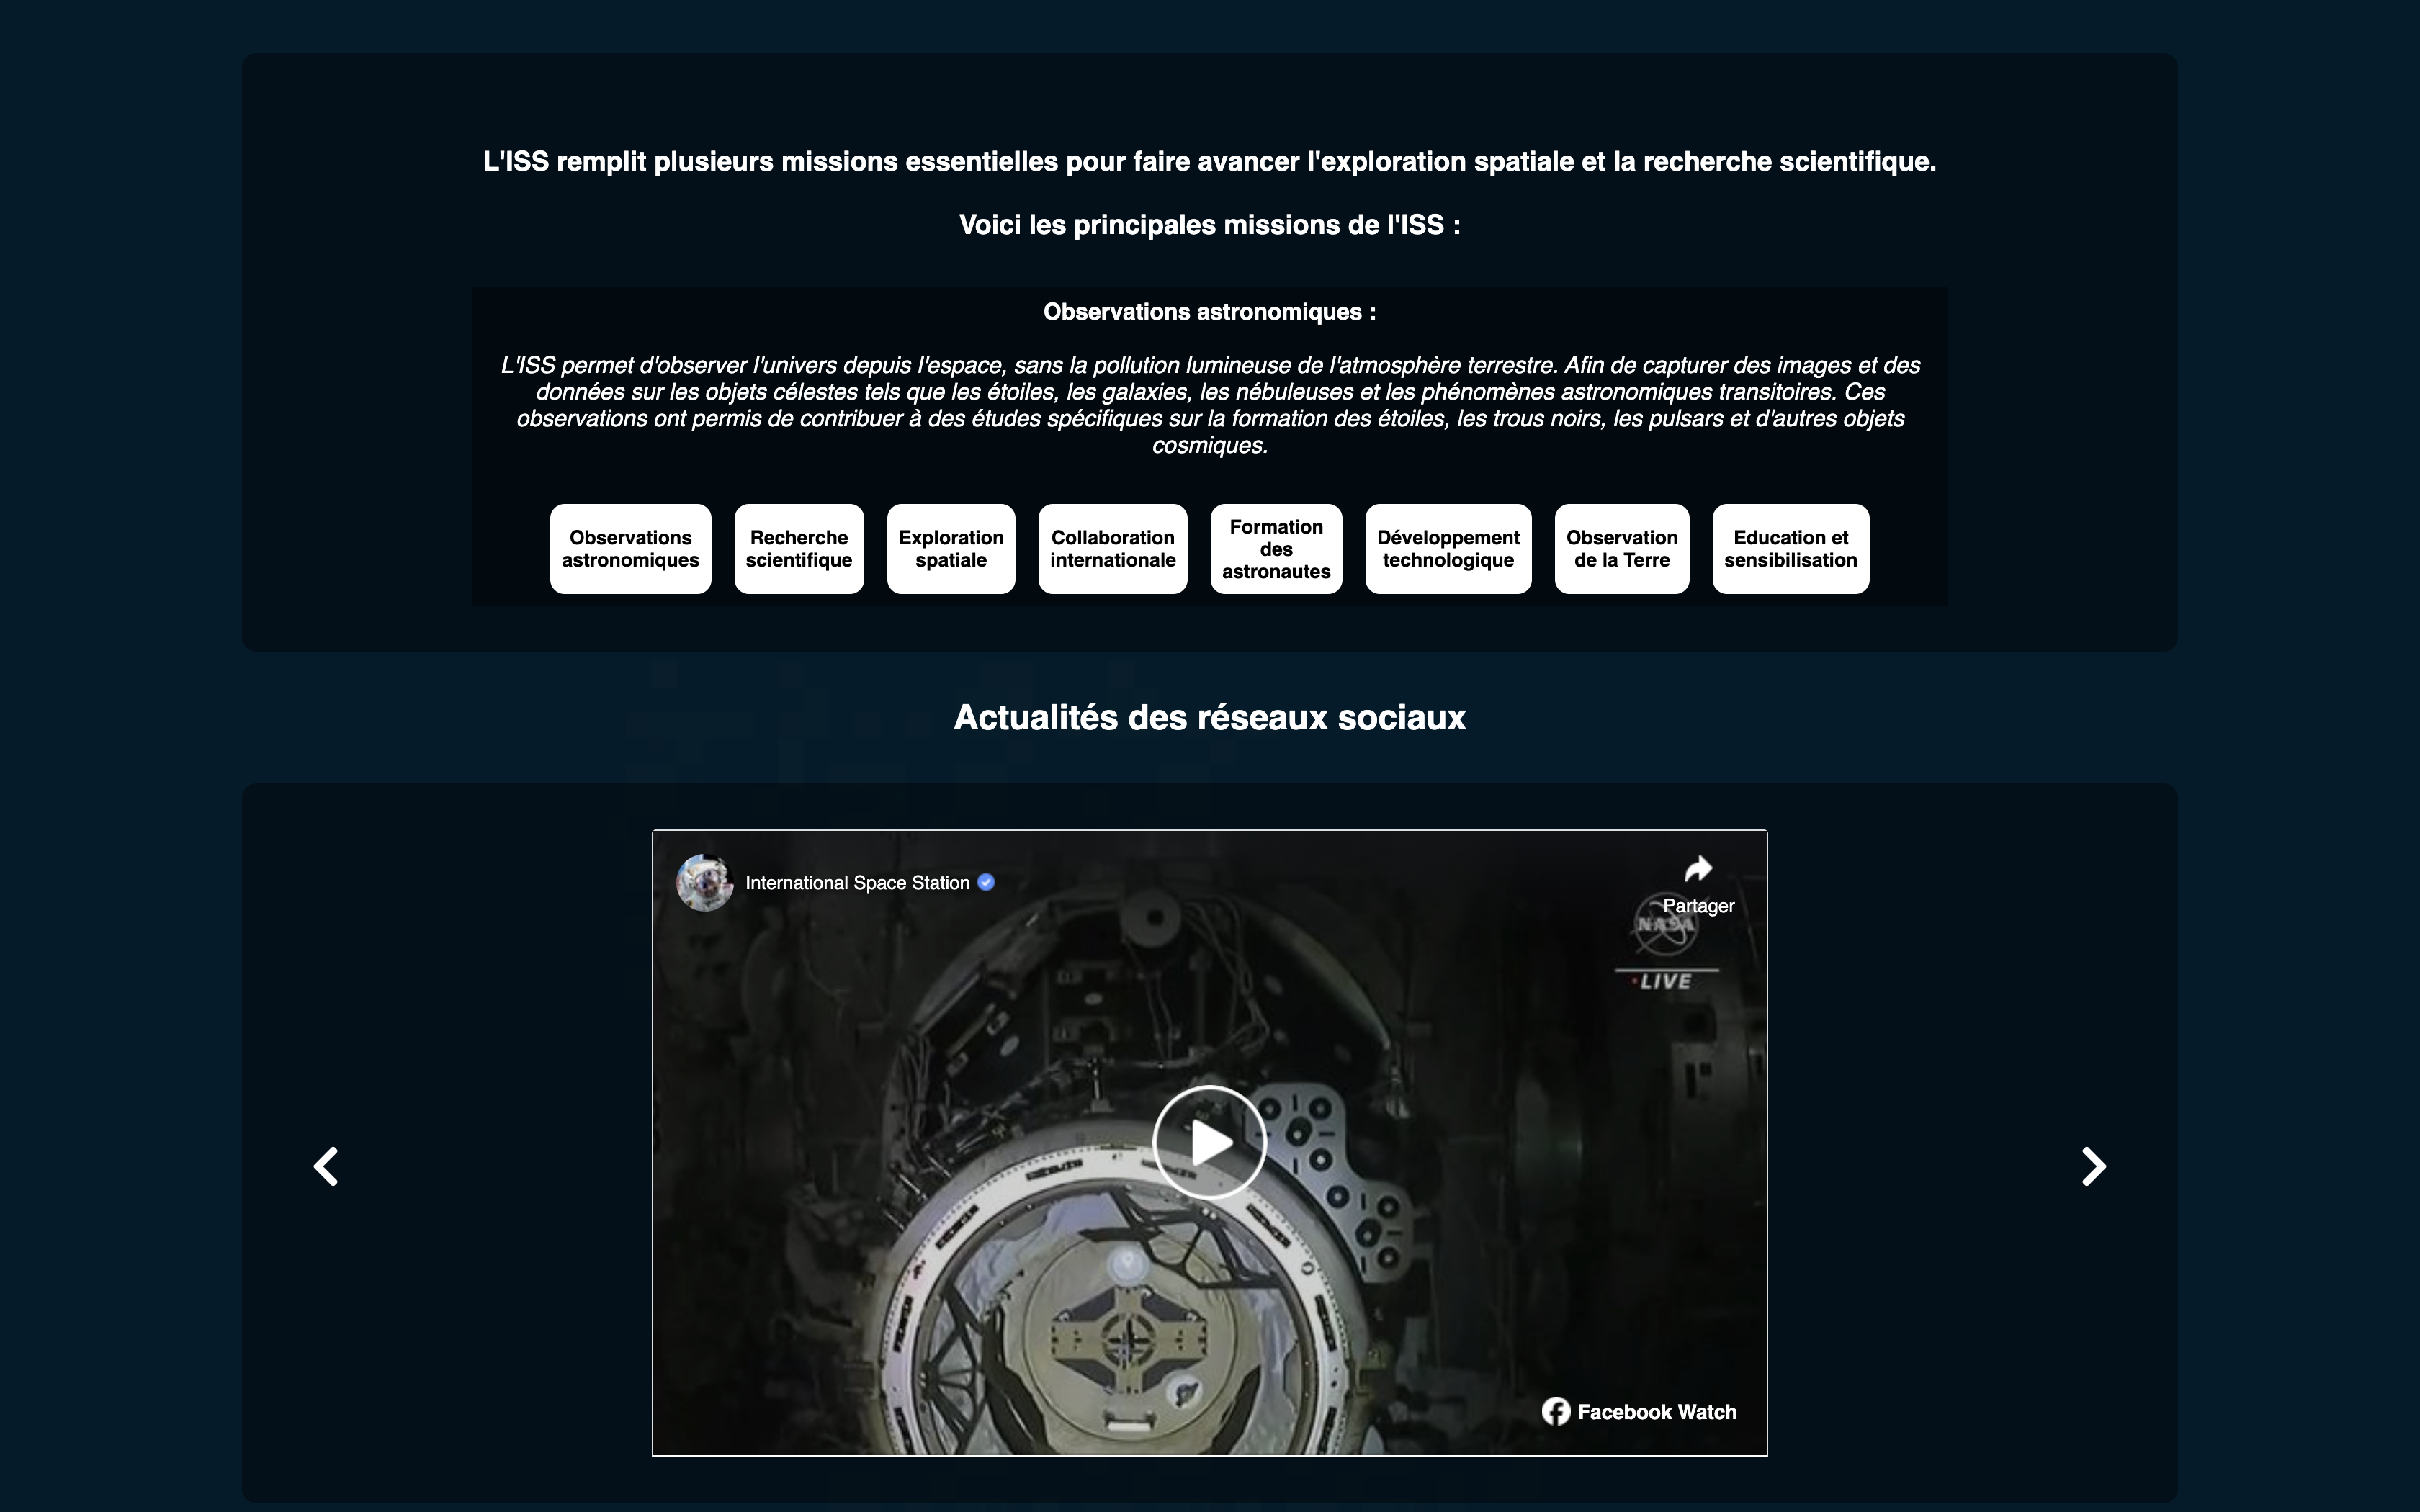 L'ISS remplit plusieurs missions essentielles pour faire avancer l'exploration spatiale et la recherche scientifique.
Voici les principales missions de l'ISS :
Observations astronomiques :
L'ISS permet d'observer l'univers depuis l'espace, sans la pollution lumineuse de l'atmosphère terrestre. Afin de capturer des images et des
données sur les objets célestes tels que les étoiles, les galaxies, les nébuleuses et les phénomènes astronomiques transitoires. Ces
observations ont permis de contribuer à des études spécifiques sur la formation des étoiles, les trous noirs, les pulsars et d'autres objets
cosmiques.
Observations
astronomiques
Recherche
scientifique
Exploration
spatiale
Collaboration
internationale
Formation
des
astronautes
Développement
technologique
Observation
de la Terre
Education et
sensibilisation
Actualités des réseaux sociaux
International Space Station
Partager
NASA
LIVE
Facebook Watch